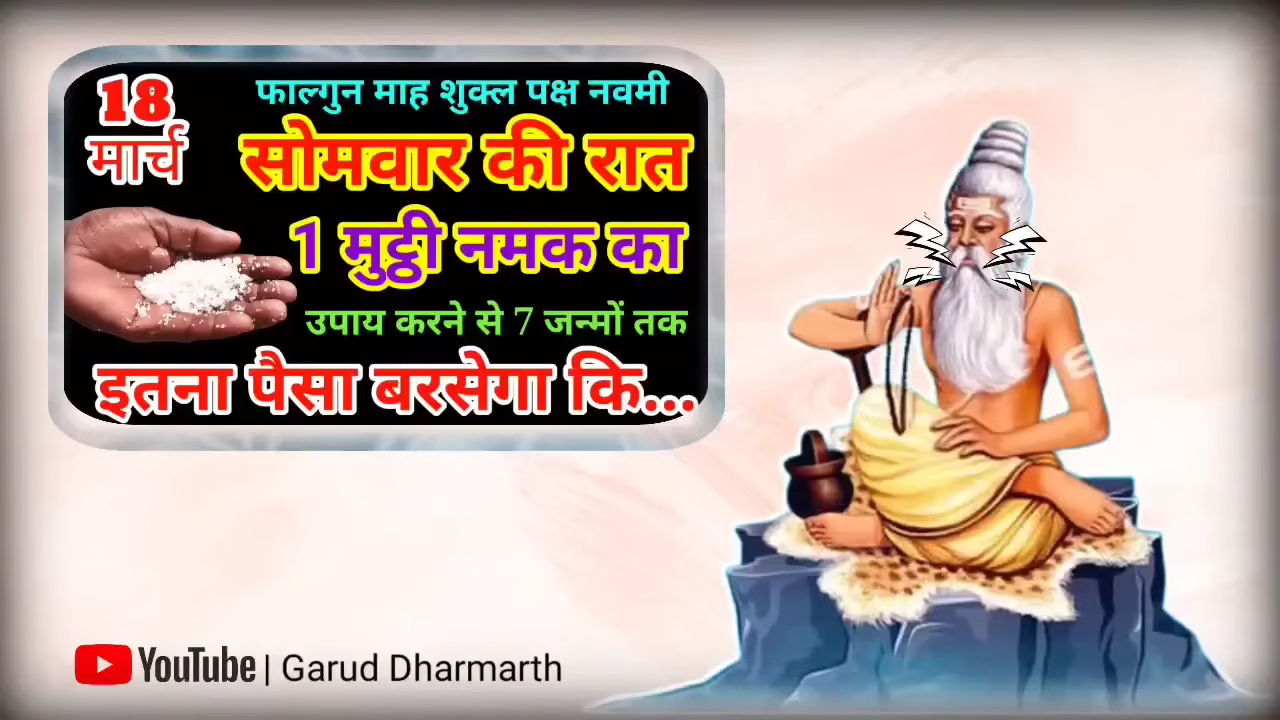 18
मार्च
फाल्गुन माह शुक्ल पक्ष नवमी
सोमवार की रात
1 मुट्ठी नमक का
उपाय करने से 7 जन्मों तक
इतना पैसा बरसेगा कि...
YouTube | Garud Dharmarth